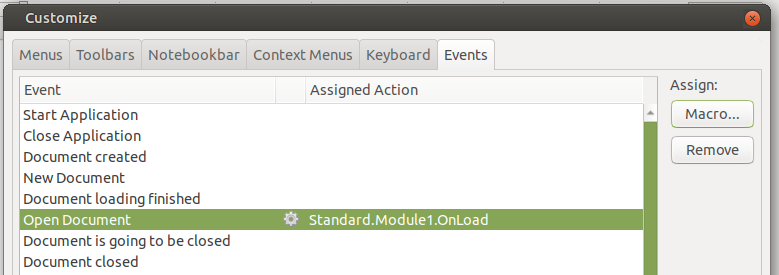 Customize
Menus Toolbars Notebookbar Context Menus Keyboard Events
Event Assigned Action Assign:
Start Application Macro...
Close Application
Document created Remove
New Document
Document loading finished
Open Document Standard.Module1.OnLoad
Document is going to be closed
Document closed